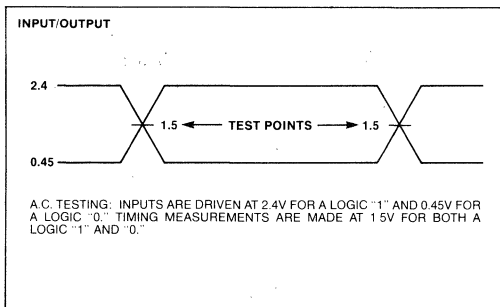 INPUT/OUTPUT
2.4
1.5 TEST POINTS 1.5
0.45
A.C. TESTING: INPUTS ARE DRIVEN AT 2.4V FOR A LOGIC "1" AND 0.45V FOR
A LOGIC "0." TIMING MEASUREMENTS ARE MADE AT 1 5V FOR BOTH A
LOGIC "1" AND "0."